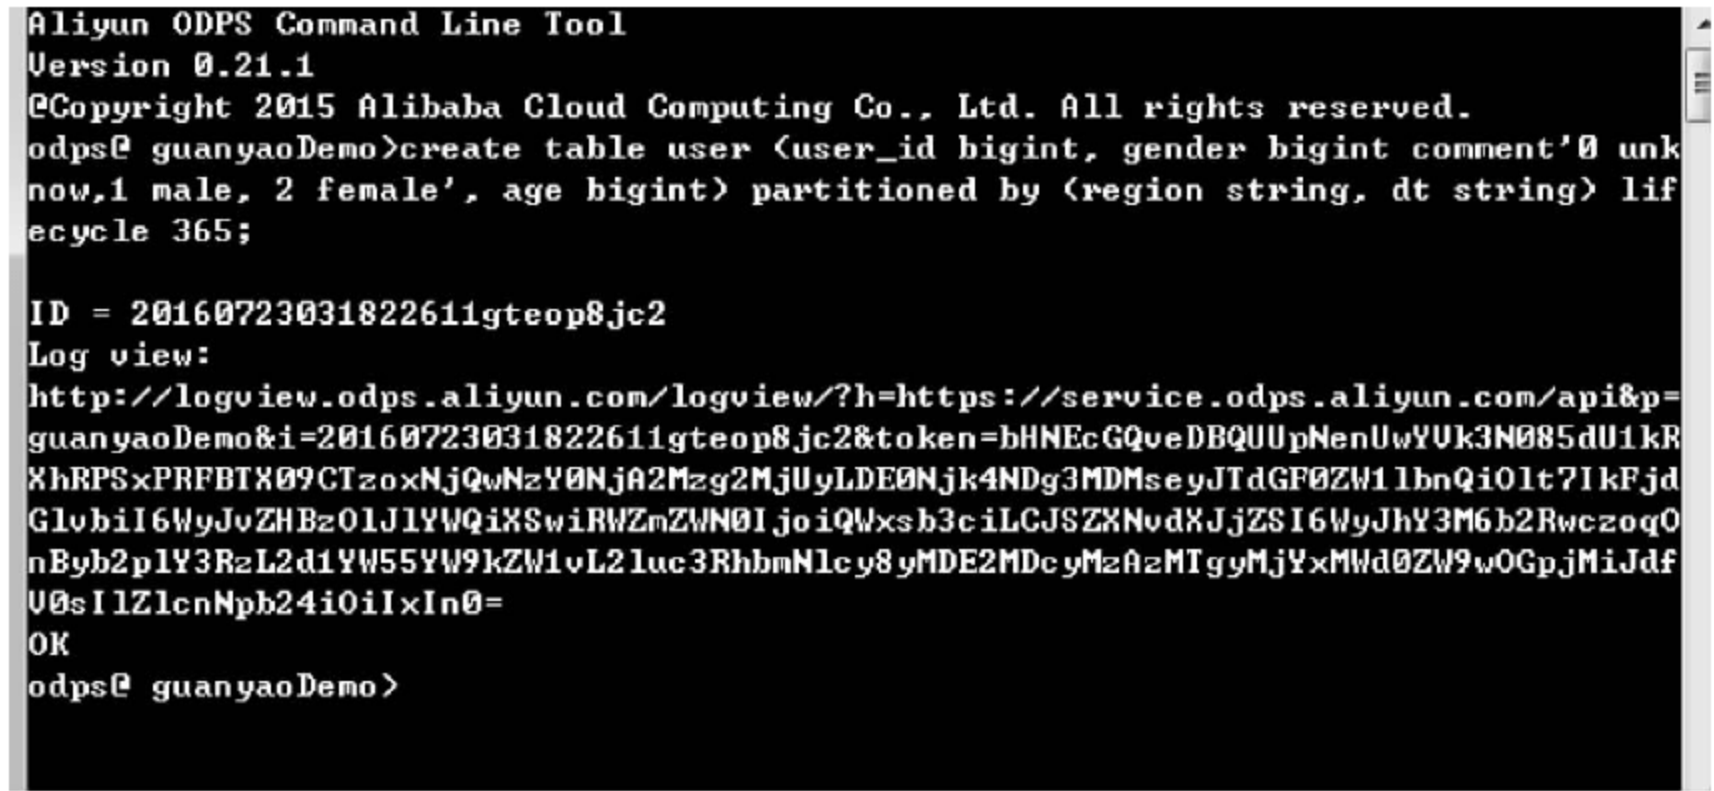 Aliyun ODPS Command Line Tool
Version 0.21.1
@Copyright 2015 Alibaba Cloud Computing Co., Ltd. All rights reserved.
odps@ guanyaoDemo>create table user (user_id bigint, gender bigint comment'0 unk
now,1 male, 2 female', age bigint) partitioned by (region string, dt string) lif
ecycle 365;
ID = 20160723031822611gteop8jc2
Log view:
http://logview.odps.aliyun.com/logview/?h=https://service.odps.aliyun.com/api&p=
guanyaoDemo&i=20160723031822611gteop8jc2&token=bHNEcGQveDBQUUpNenUwYVk3N085dU1kR
XhRPSxPRFBTX09CTzoxNjQwNzY0NjA2Mzg2MjUyLDE0Njk4NDg3MDMseyJTdGF0ZW1lbnQiOlt7IkFjd
GlvbiI6WyJvZHBzOlJlYWQiXSwiRWZmZWN0IjoiQWxsb3ciLCJSZXNvdXJjZSI6WyJhY3M6b2Rwczoq​O
nByb2plY3RzL2d1YW55YW9kZW1vL2luc3RhbmNlcy8yMDE2MDcyMzAzMTgyMjYxMWd0ZW9wOGpjMiJdf
V0sIlZlcnNpb24iOiIxIn0=
OK
odps@ guanyaoDemo>